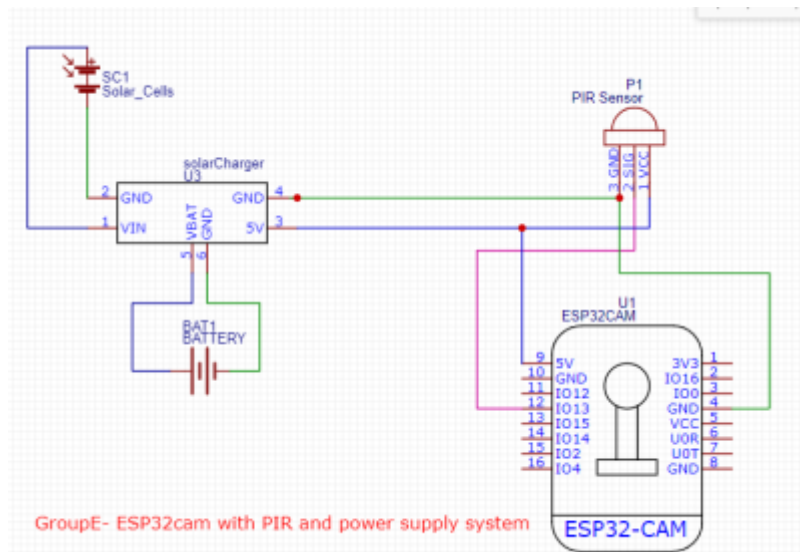 SC1
Solar_Cells
P1
PIR Sensor
3 GND
2 SIG
1 VCC
solarCharger
U3
2 GND
1 VIN
VBAT 5
GND 6
GND 4
5V 3
BAT1
BATTERY
U1
ESP32CAM
9 5V
10 GND
11 IO12
12 IO13
13 IO15
14 IO14
15 IO2
16 IO4
3V3 1
IO16 2
IO0 3
GND 4
VCC 5
U0R 6
U0T 7
GND 8
ESP32-CAM
GroupE- ESP32cam with PIR and power supply system